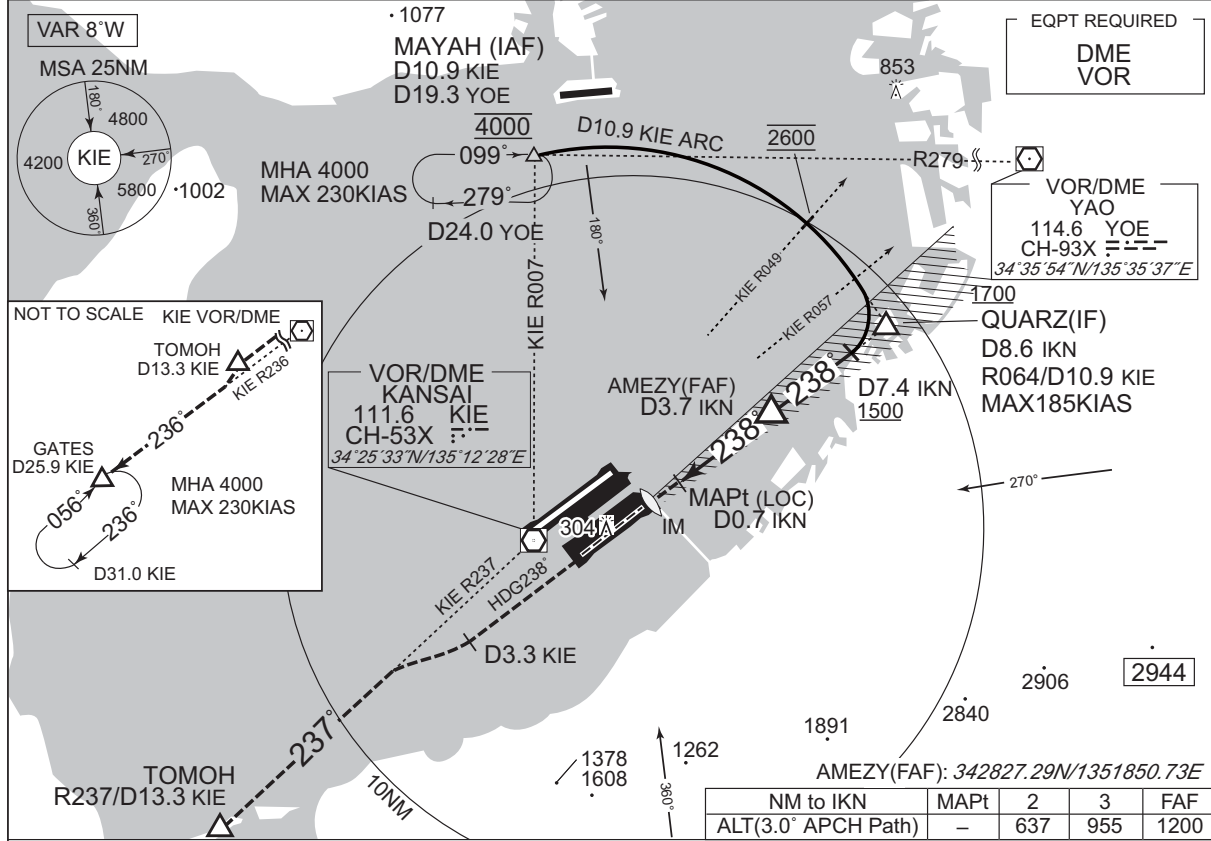 VAR 8°W
MSA 25NM
180°
4800
4200
KIE
270°
5800
360°
1077
1002
MAYAH (IAF)
D10.9 KIE
D19.3 YOE
4000
099°
279°
MHA 4000
MAX 230KIAS
D24.0 YOE
D10.9 KIE ARC
2600
853
EQPT REQUIRED
DME
VOR
R279
VOR/DME
YAO
114.6 YOE
CH-93X
34°35′54″N/135°35′37″E
180°
KIE R007
KIE R049
KIE R057
1700
QUARZ(IF)
D8.6 IKN
R064/D10.9 KIE
MAX185KIAS
NOT TO SCALE
KIE VOR/DME
TOMOH
D13.3 KIE
KIE R236
236°
GATES
D25.9 KIE
056°
236°
MHA 4000
MAX 230KIAS
D31.0 KIE
VOR/DME
KANSAI
111.6 KIE
CH-53X
34°25′33″N/135°12′28″E
AMEZY(FAF)
D3.7 IKN
238°
D7.4 IKN
1500
238°
MAPt (LOC)
D0.7 IKN
IM
304
270°
KIE R237
HDG238°
D3.3 KIE
237°
TOMOH
R237/D13.3 KIE
10NM
2944
2906
2840
1891
1262
1378
1608
360°
AMEZY(FAF): 342827.29N/1351850.73E
NM to IKN MAPt 2 3 FAF
ALT(3.0° APCH Path) – 637 955 1200